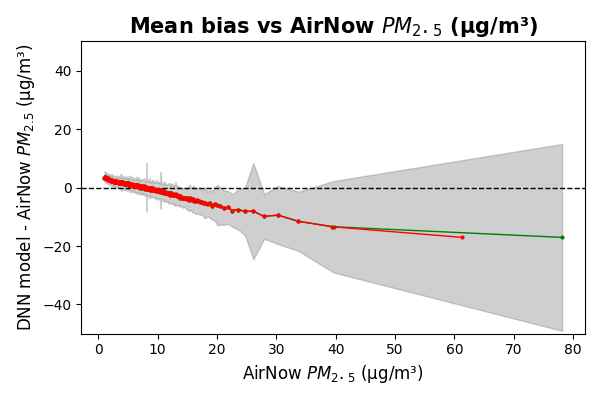 Mean bias vs AirNow PM₂.₅ (μg/m³)
DNN model - AirNow PM₂.₅ (μg/m³)
40
20
0
−20
−40
0 10 20 30 40 50 60 70 80
AirNow PM₂.₅ (μg/m³)